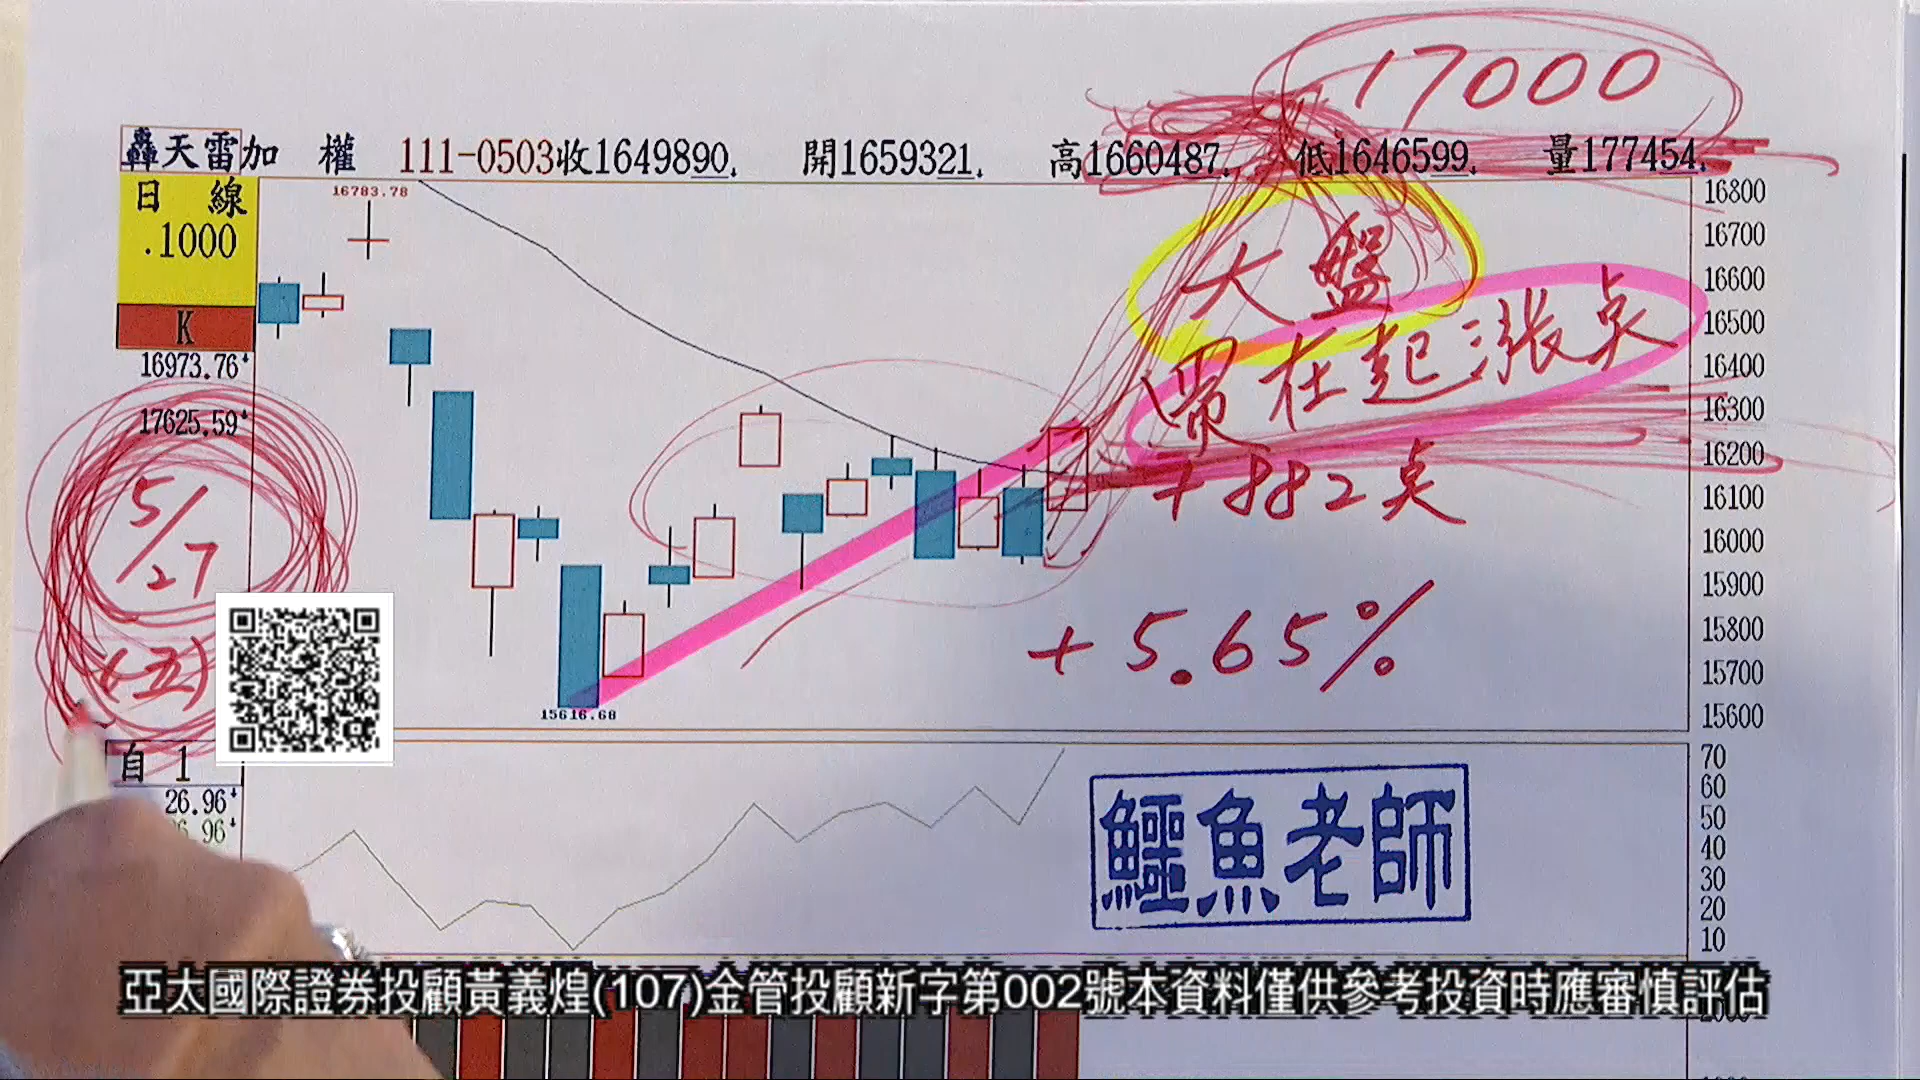 17000
轟天雷加 權 111-0503收1649890. 開1659321. 高1660487. 低1646599. 量177454.
日 線
.1000
K
16973.76
17625.59
16783.78
15616.68
大盤
還在起漲点
+882点
+5.65%
5/27
(五)
16800
16700
16600
16500
16400
16300
16200
16100
16000
15900
15800
15700
15600
自 1
26.96
70
60
50
40
30
20
10
鱷魚老師
亞太國際證券投顧黃義煌(107)金管投顧新字第002號本資料僅供參考投資時應審慎評估